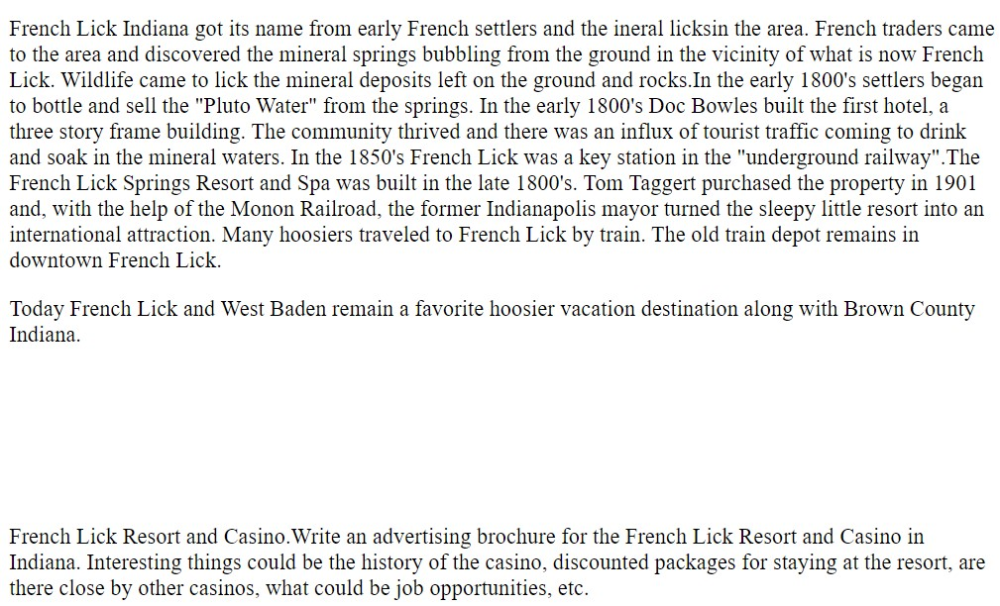 French Lick Indiana got its name from early French settlers and the ineral licksin the area. French traders came
to the area and discovered the mineral springs bubbling from the ground in the vicinity of what is now French
Lick. Wildlife came to lick the mineral deposits left on the ground and rocks.In the early 1800's settlers began
to bottle and sell the "Pluto Water" from the springs. In the early 1800's Doc Bowles built the first hotel, a
three story frame building. The community thrived and there was an influx of tourist traffic coming to drink
and soak in the mineral waters. In the 1850's French Lick was a key station in the "underground railway".The
French Lick Springs Resort and Spa was built in the late 1800's. Tom Taggert purchased the property in 1901
and, with the help of the Monon Railroad, the former Indianapolis mayor turned the sleepy little resort into an
international attraction. Many hoosiers traveled to French Lick by train. The old train depot remains in
downtown French Lick.
Today French Lick and West Baden remain a favorite hoosier vacation destination along with Brown County
Indiana.
French Lick Resort and Casino.Write an advertising brochure for the French Lick Resort and Casino in
Indiana. Interesting things could be the history of the casino, discounted packages for staying at the resort, are
there close by other casinos, what could be job opportunities, etc.